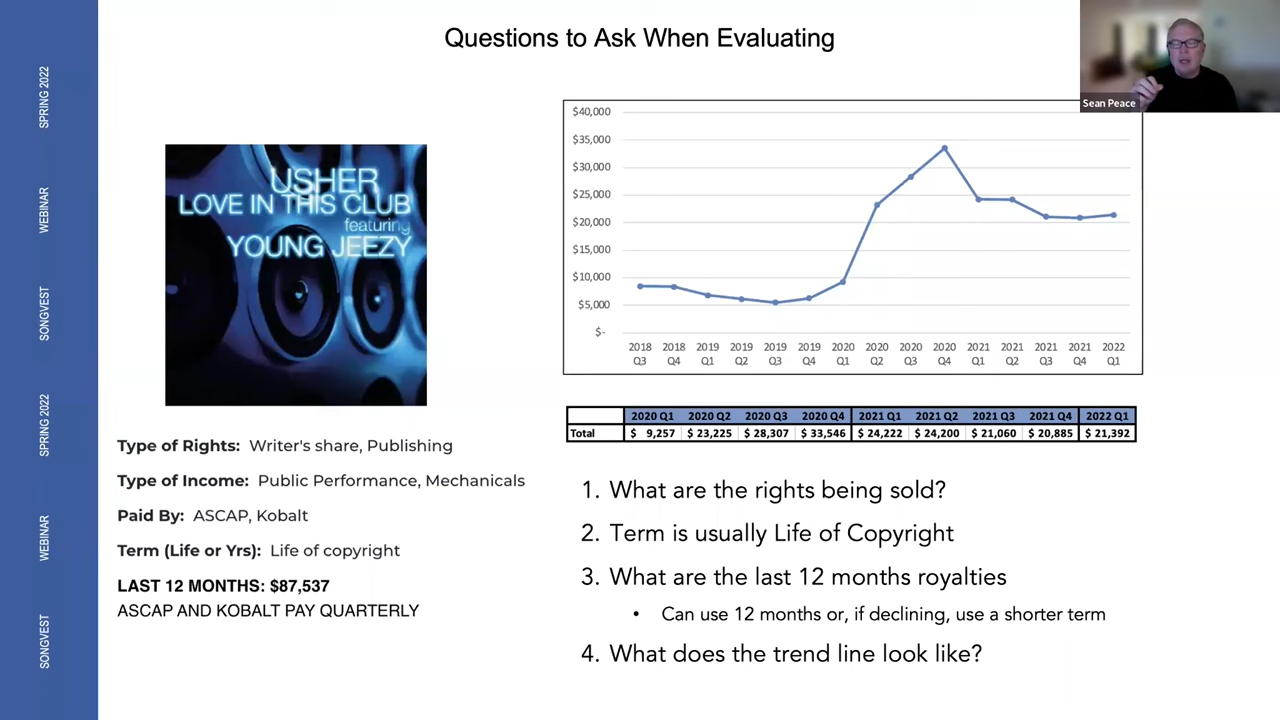 Questions to Ask When Evaluating
Sean Peace
SPRING 2022
WEBINAR
SONGVEST
SPRING 2022
WEBINAR
SONGVEST
USHER
LOVE IN THIS CLUB
featuring
YOUNG JEEZY
Type of Rights: Writer's share, Publishing
Type of Income: Public Performance, Mechanicals
Paid By: ASCAP, Kobalt
Term (Life or Yrs): Life of copyright
LAST 12 MONTHS: $87,537
ASCAP AND KOBALT PAY QUARTERLY
$40,000
$35,000
$30,000
$25,000
$20,000
$15,000
$10,000
$5,000
$-
2018 2018 2019 2019 2019 2019 2020 2020 2020 2020 2021 2021 2021 2021 2022
Q3 Q4 Q1 Q2 Q3 Q4 Q1 Q2 Q3 Q4 Q1 Q2 Q3 Q4 Q1
2020 Q1 2020 Q2 2020 Q3 2020 Q4 2021 Q1 2021 Q2 2021 Q3 2021 Q4 2022 Q1
Total $ 9,257 $ 23,225 $ 28,307 $ 33,546 $ 24,222 $ 24,200 $ 21,060 $ 20,885 $ 21,392
1. What are the rights being sold?
2. Term is usually Life of Copyright
3. What are the last 12 months royalties
• Can use 12 months or, if declining, use a shorter term
4. What does the trend line look like?